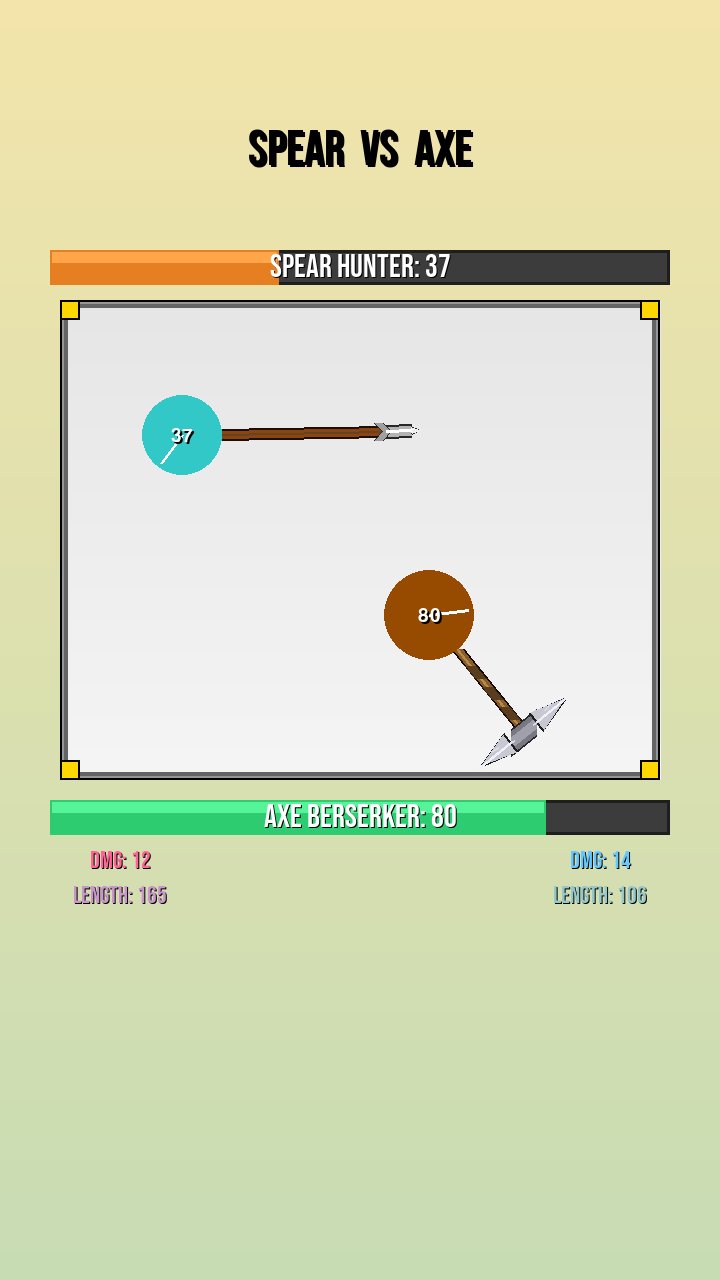 SPEAR VS AXE
SPEAR HUNTER: 37
37
80
AXE BERSERKER: 80
DMG: 12
DMG: 14
LENGTH: 165
LENGTH: 106